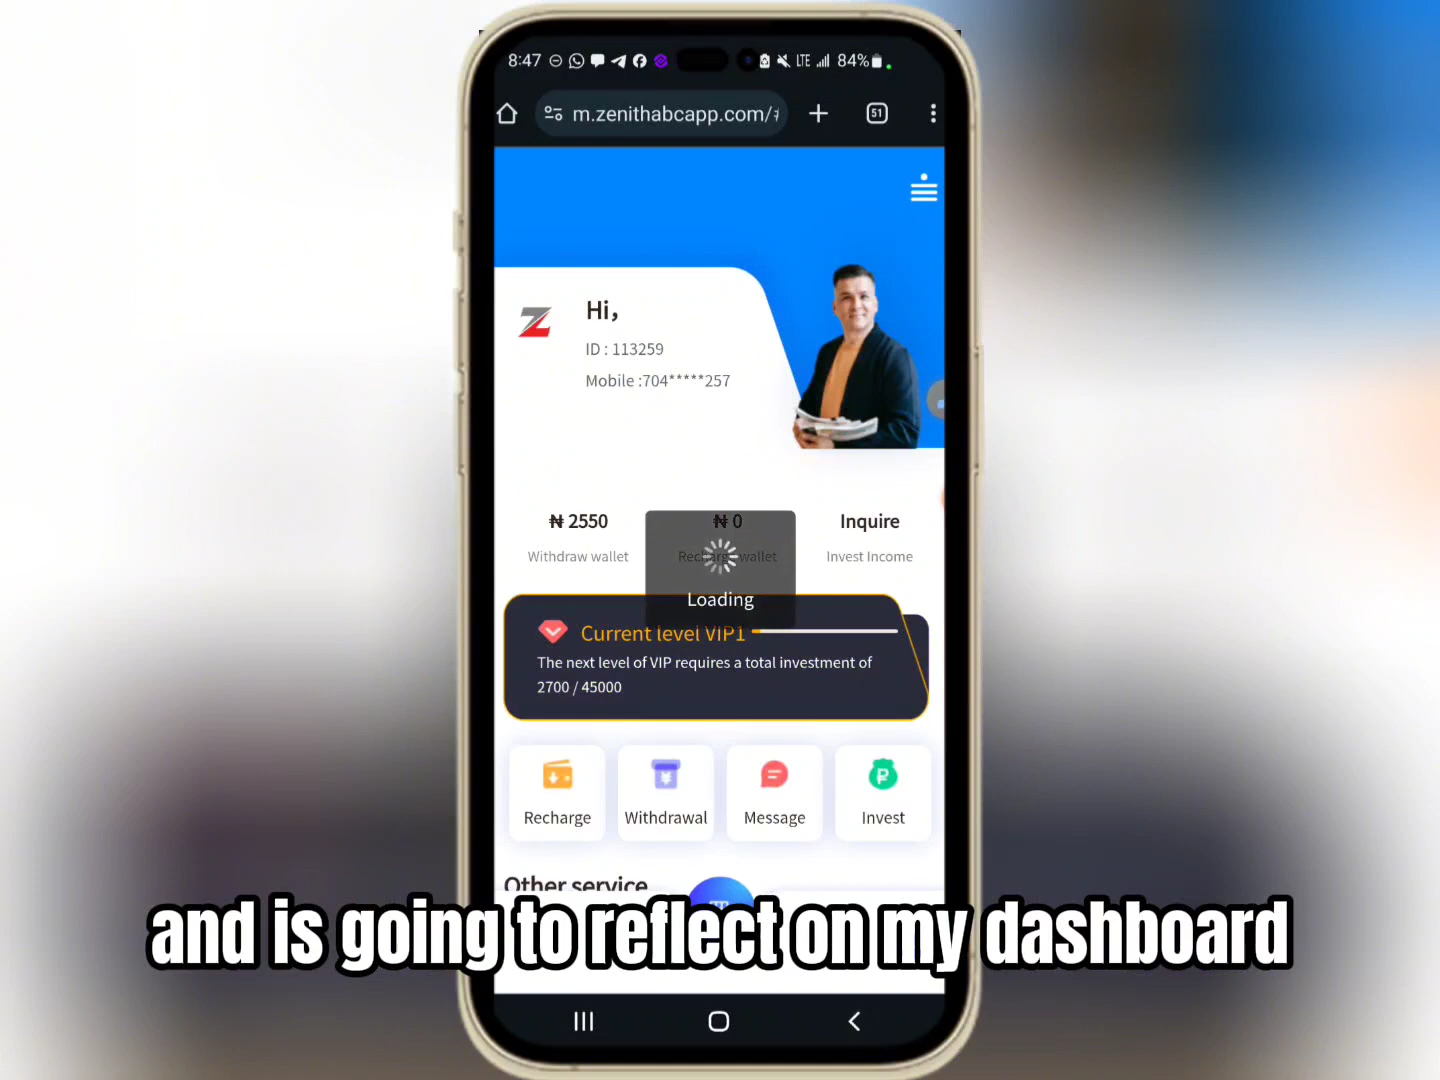 8:47 LTE 84%
m.zenithabcapp.com/ 51
Hi,
ID : 113259
Mobile :704*****257
₦ 2550 ₦ 0 Inquire
Withdraw wallet Recharge wallet Invest Income
Loading
Current level VIP1
The next level of VIP requires a total investment of
2700 / 45000
Recharge Withdrawal Message Invest
Other service
and is going to reflect on my dashboard